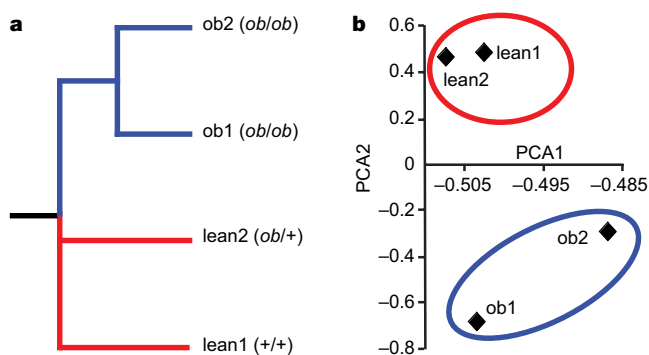 a
ob2 (ob/ob)
ob1 (ob/ob)
lean2 (ob/+)
lean1 (+/+)
b
PCA2
0.6
0.4
0.2
0
–0.2
–0.4
–0.6
–0.8
PCA1
–0.505 –0.495 –0.485
lean1
lean2
ob2
ob1